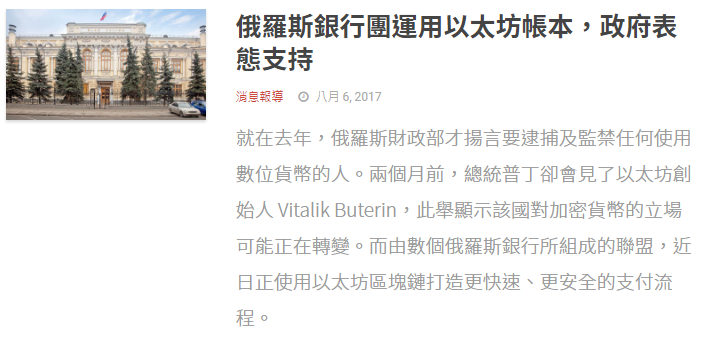 俄羅斯銀行團運用以太坊帳本，政府表
態支持
消息報導 八月 6, 2017
就在去年，俄羅斯財政部才揚言要逮捕及監禁任何使用
數位貨幣的人。兩個月前，總統普丁卻會見了以太坊創
始人 Vitalik Buterin，此舉顯示該國對加密貨幣的立場
可能正在轉變。而由數個俄羅斯銀行所組成的聯盟，近
日正使用以太坊區塊鏈打造更快速、更安全的支付流
程。